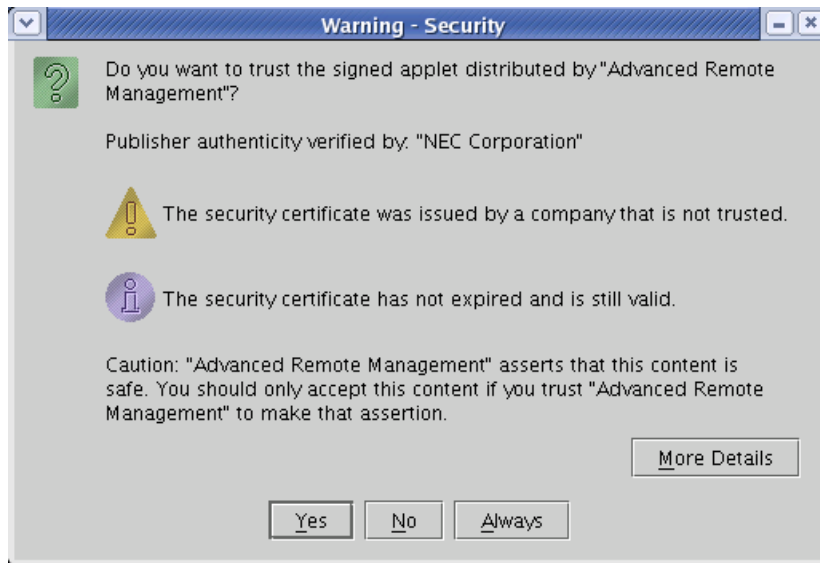 Warning - Security
Do you want to trust the signed applet distributed by "Advanced Remote
Management"?
Publisher authenticity verified by: "NEC Corporation"
The security certificate was issued by a company that is not trusted.
The security certificate has not expired and is still valid.
Caution: "Advanced Remote Management" asserts that this content is
safe. You should only accept this content if you trust "Advanced Remote
Management" to make that assertion.
More Details
Yes No Always